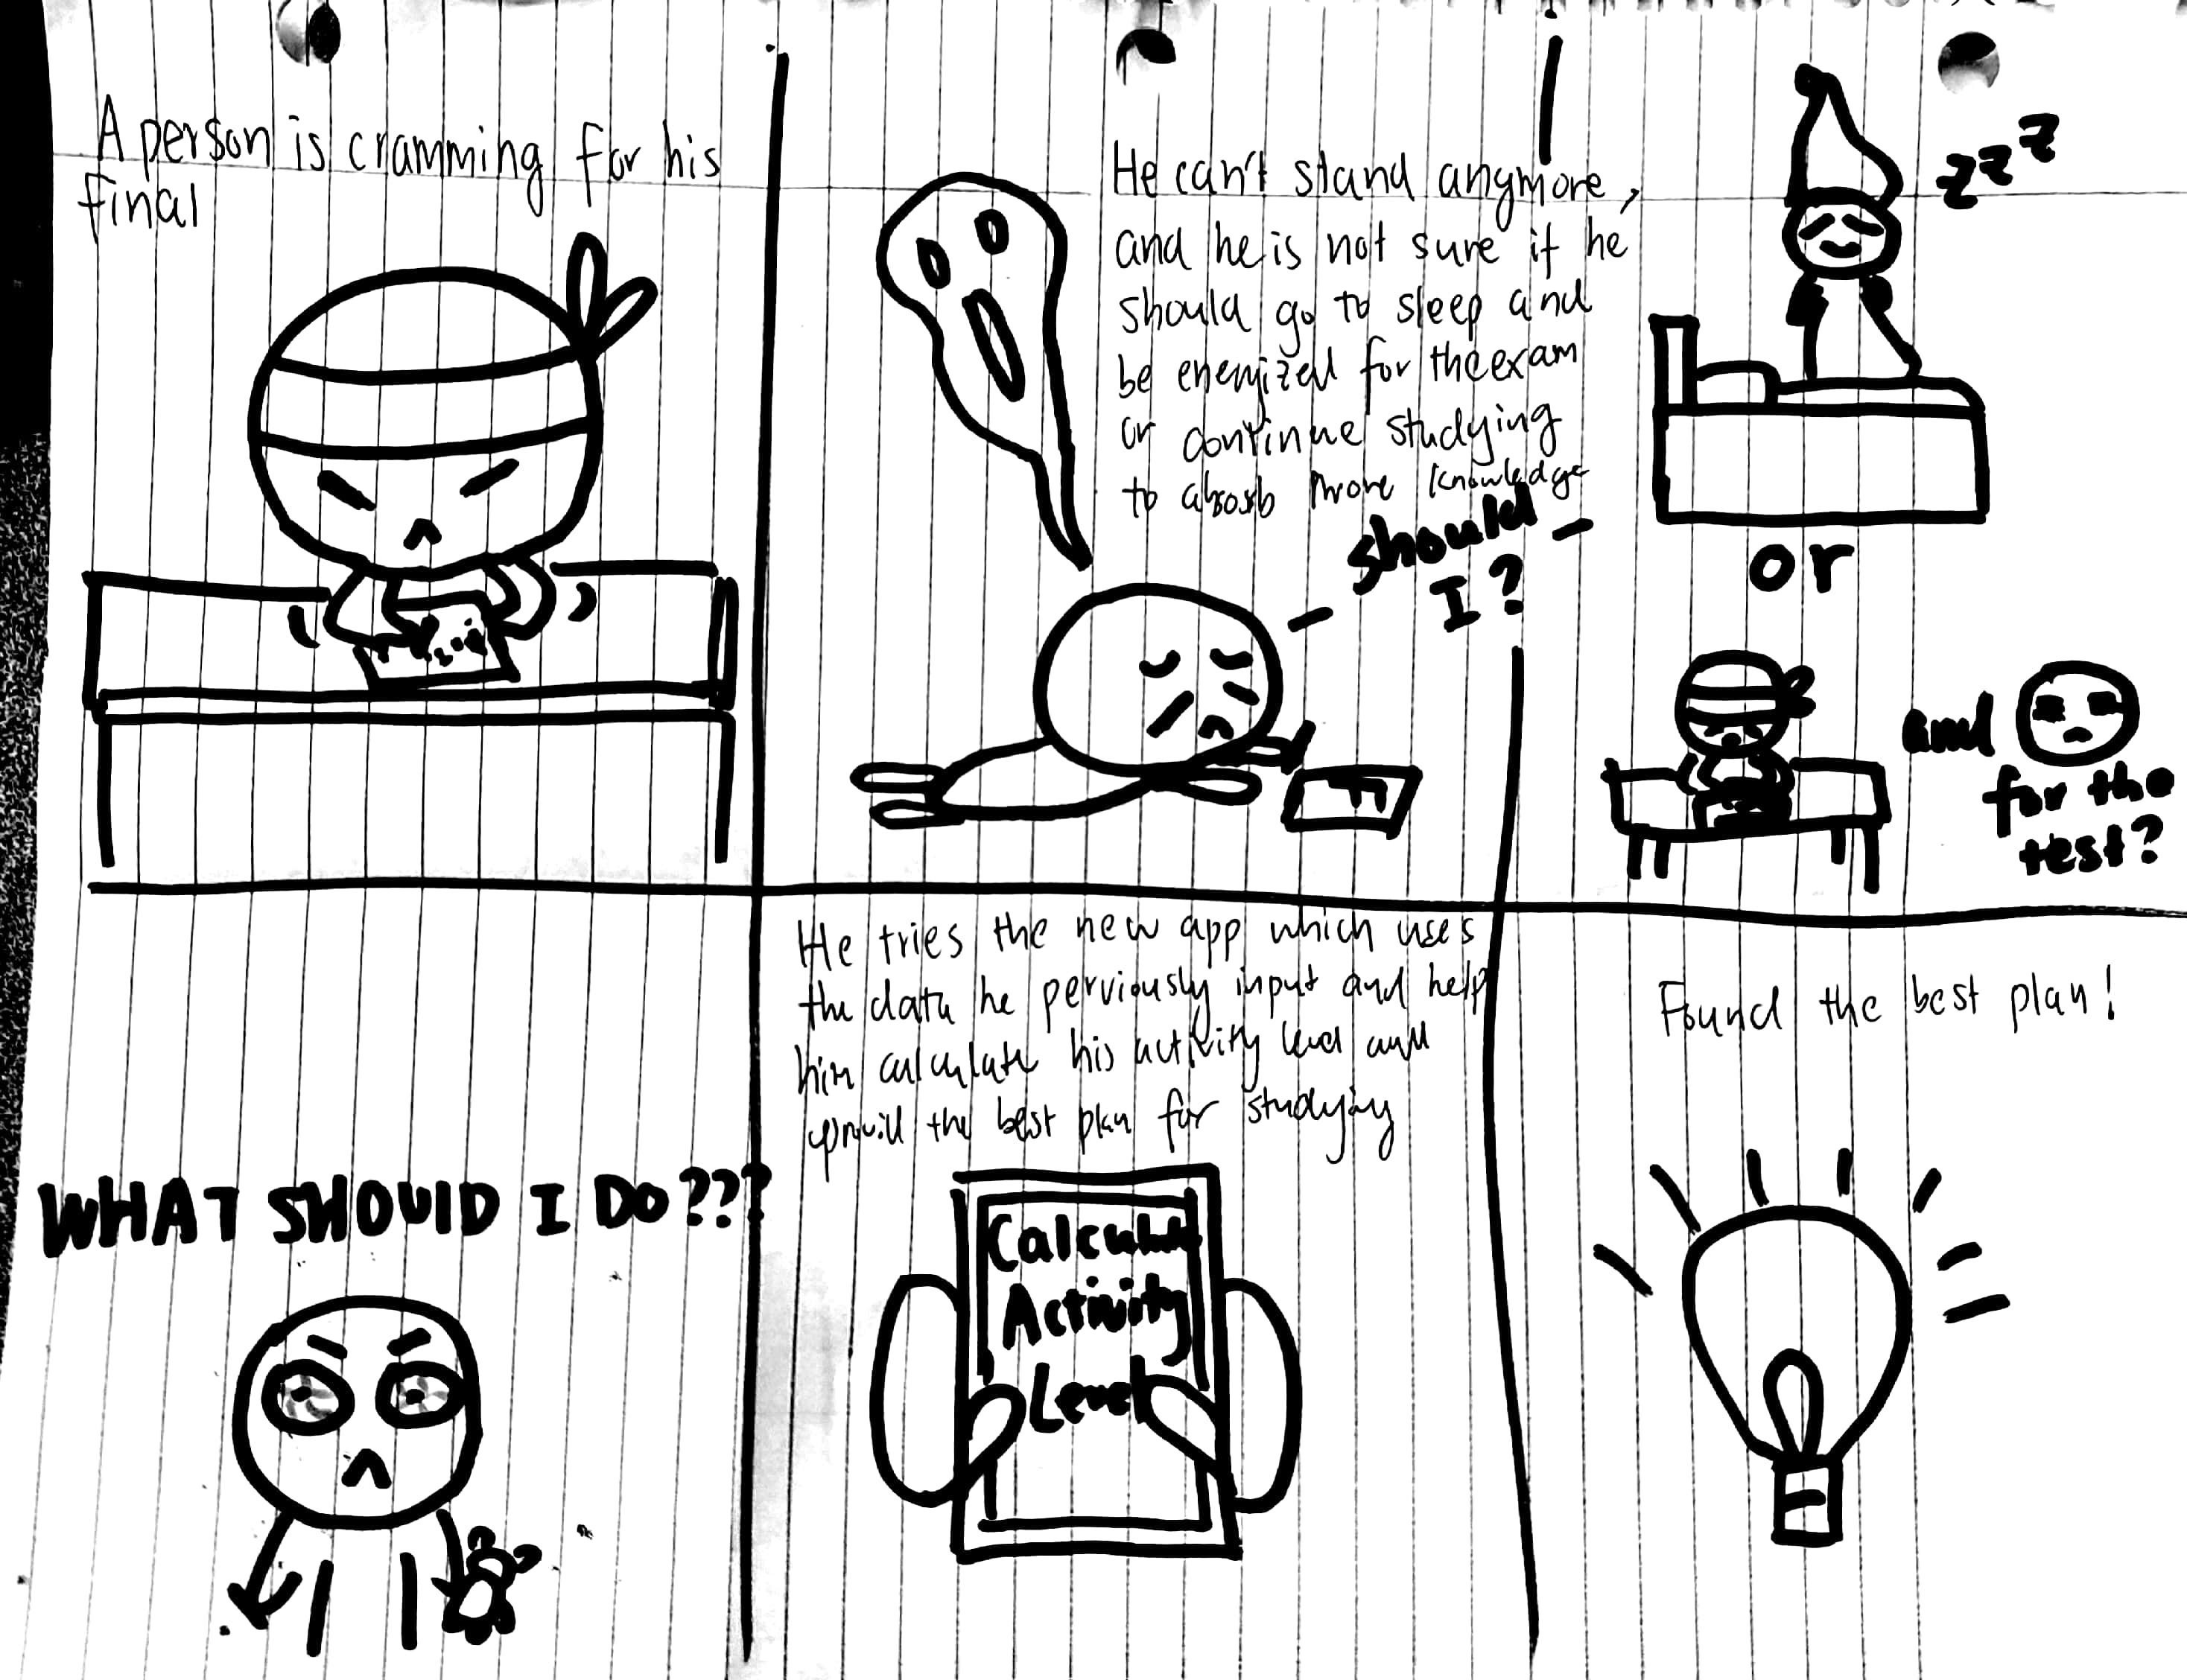 A person is cramming for his
final
He can't stand anymore,
and he is not sure if he
should go to sleep and
be energized for the exam
or continue studying
to abosrb more knowledge
should
I?
zzz
or
and
for the
test?
WHAT SHOULD I DO???
He tries the new app which uses
the data he perviously input and help
him calculate his activity level and
the best plan for studying
Calculate
Activity
Level
Found the best plan!